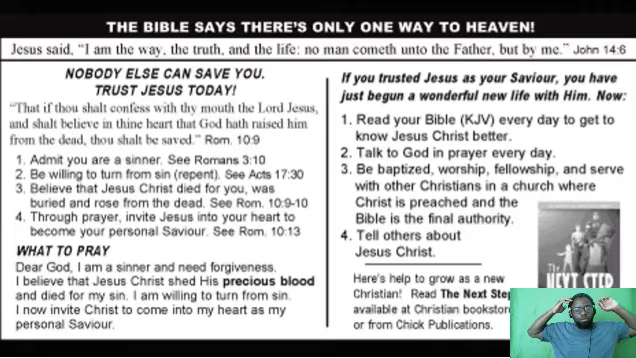 THE BIBLE SAYS THERE'S ONLY ONE WAY TO HEAVEN!
Jesus said, "I am the way, the truth, and the life: no man cometh unto the Father, but by me." John 14:6
NOBODY ELSE CAN SAVE YOU.
TRUST JESUS TODAY!
"That if thou shalt confess with thy mouth the Lord Jesus,
and shalt believe in thine heart that God hath raised him
from the dead, thou shalt be saved." Rom. 10:9
1. Admit you are a sinner. See Romans 3:10
2. Be willing to turn from sin (repent). See Acts 17:30
3. Believe that Jesus Christ died for you, was
buried and rose from the dead. See Rom. 10:9-10
4. Through prayer, invite Jesus into your heart to
become your personal Saviour. See Rom. 10:13
WHAT TO PRAY
Dear God, I am a sinner and need forgiveness.
I believe that Jesus Christ shed His precious blood
and died for my sin. I am willing to turn from sin.
I now invite Christ to come into my heart as my
personal Saviour.
If you trusted Jesus as your Saviour, you have
just begun a wonderful new life with Him. Now:
1. Read your Bible (KJV) every day to get to
know Jesus Christ better.
2. Talk to God in prayer every day.
3. Be baptized, worship, fellowship, and serve
with other Christians in a church where
Christ is preached and the
Bible is the final authority.
4. Tell others about
Jesus Christ.
Here's help to grow as a new
Christian! Read The Next Step
available at Christian bookstor
or from Chick Publications.
The
NEXT STEP